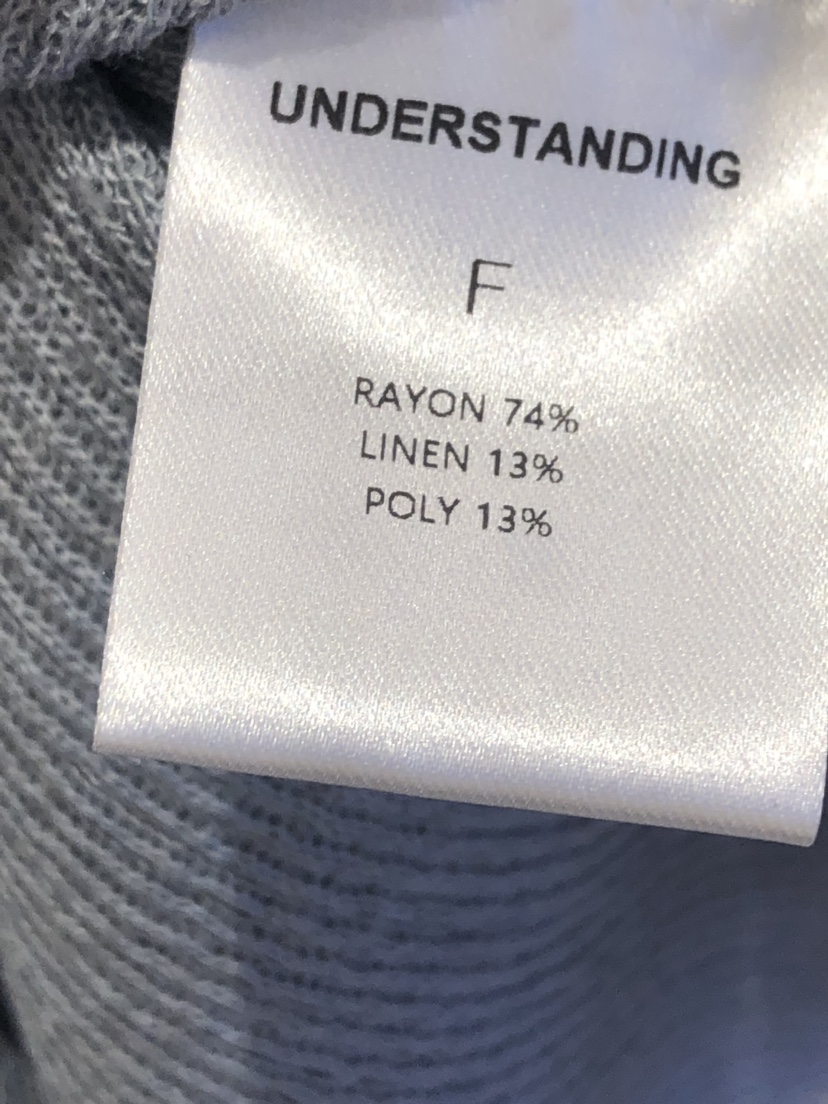 UNDERSTANDING
F
RAYON 74%
LINEN 13%
POLY 13%